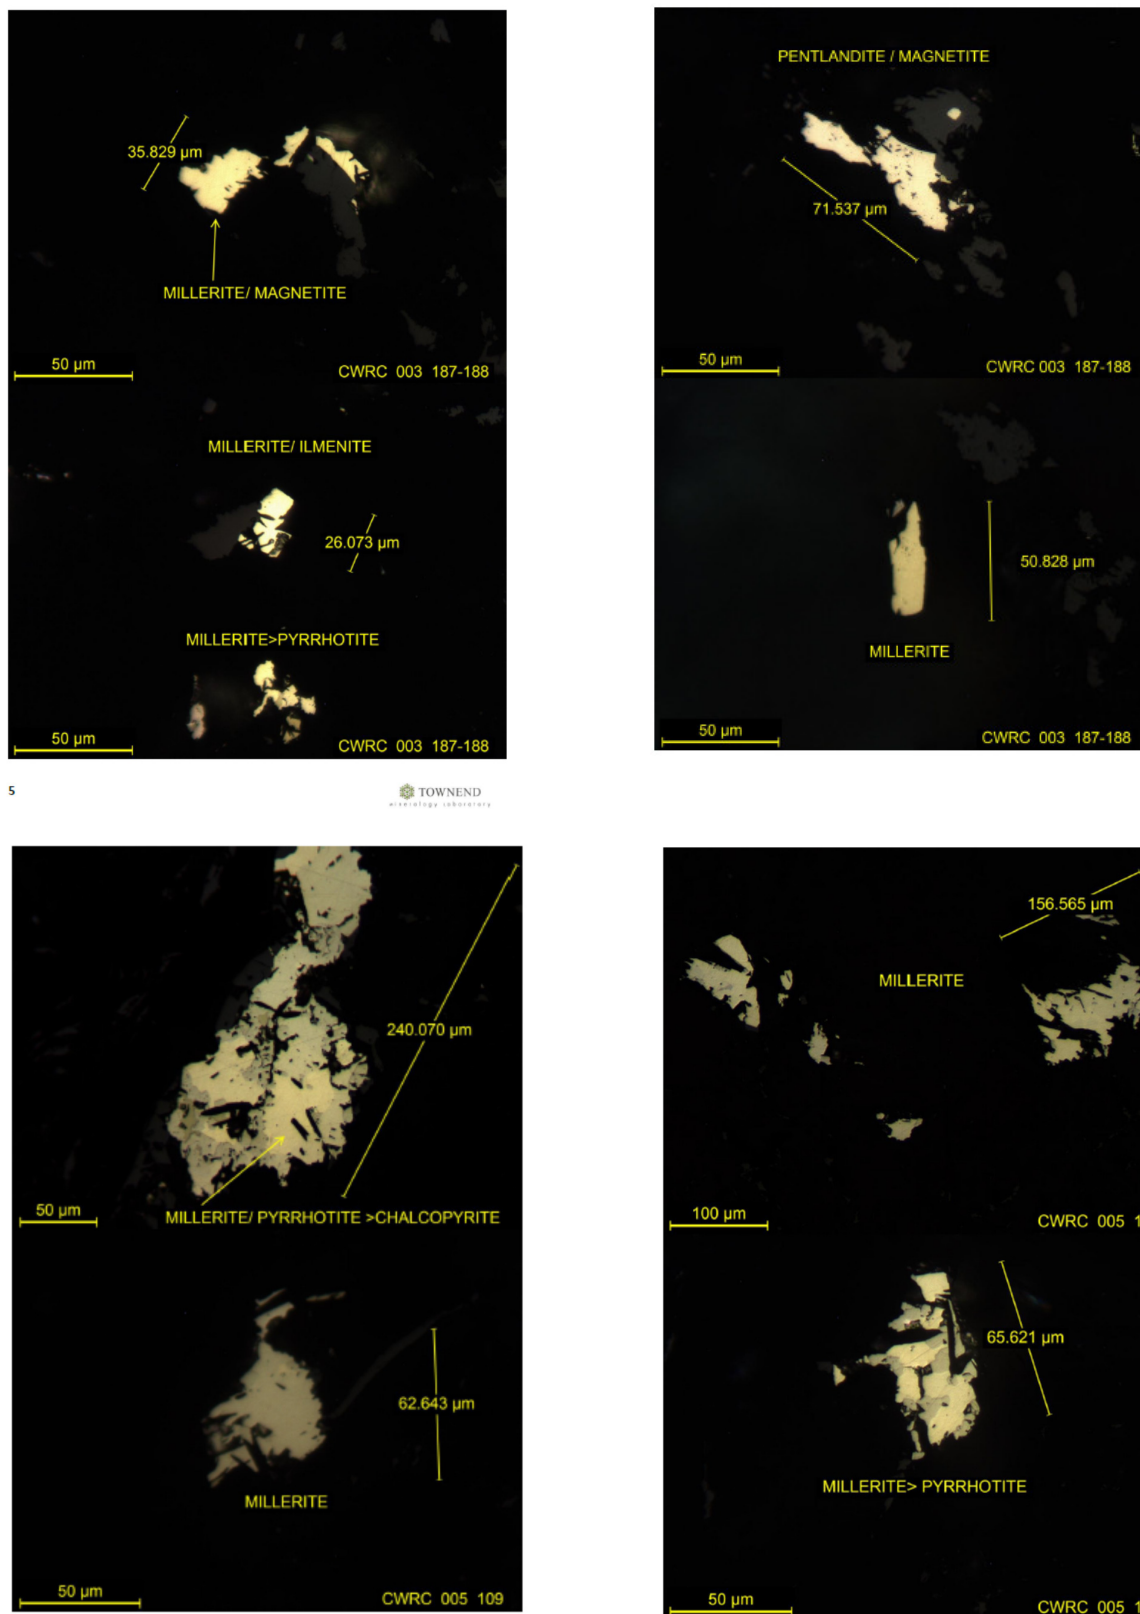 35.829 µm
MILLERITE/ MAGNETITE
50 µm
CWRC 003 187-188
MILLERITE/ ILMENITE
26.073 µm
MILLERITE>PYRRHOTITE
50 µm
CWRC 003 187-188
PENTLANDITE / MAGNETITE
71.537 µm
50 µm
CWRC 003 187-188
50.828 µm
MILLERITE
50 µm
CWRC 003 187-188
5
TOWNEND
mineralogy laboratory
240.070 µm
50 µm
MILLERITE/ PYRRHOTITE >CHALCOPYRITE
62.643 µm
MILLERITE
50 µm
CWRC 005 109
156.565 µm
MILLERITE
100 µm
CWRC 005 1
65.621 µm
MILLERITE> PYRRHOTITE
50 µm
CWRC 005 1